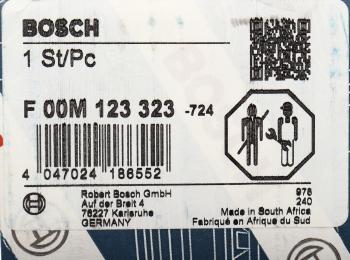 BOSCH
1 St/Pc
F 00M 123 323 -724
4 047024 186552
Robert Bosch GmbH
Auf der Breit 4
76227 Karlsruhe
GERMANY
978
240
Made in South Africa
Fabriqué en Afrique du Sud